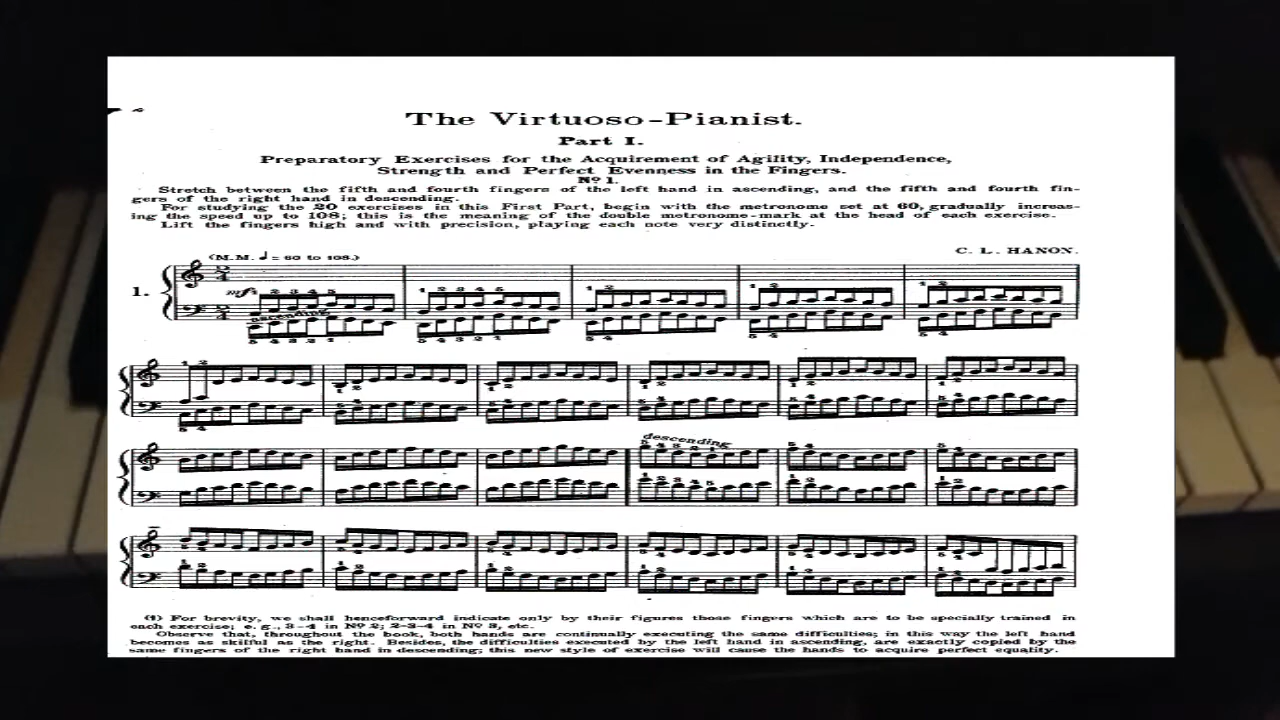 The Virtuoso-Pianist.
Part I.
Preparatory Exercises for the Acquirement of Agility, Independence,
Strength and Perfect Evenness in the Fingers.
Nº 1.
Stretch between the fifth and fourth fingers of the left hand in ascending, and the fifth and fourth fin-
gers of the right hand in descending.
For studying the 20 exercises in this First Part, begin with the metronome set at 60, gradually increas-
ing the speed up to 108; this is the meaning of the double metronome-mark at the head of each exercise.
Lift the fingers high and with precision, playing each note very distinctly.
C. L. HANON.
(M.M. ♩ = 60 to 108.)
1.
mf
ascending
descending
(1) For brevity, we shall henceforward indicate only by their figures those fingers which are to be specially trained in
each exercise; e. g., 3-4 in Nº 2; 2-3-4 in Nº 3, etc.
Observe that, throughout the book, both hands are continually executing the same difficulties; in this way the left hand
becomes as skilful as the right. Besides, the difficulties executed by the left hand in ascending, are exactly copied by the
same fingers of the right hand in descending; this new style of exercise will cause the hands to acquire perfect equality.